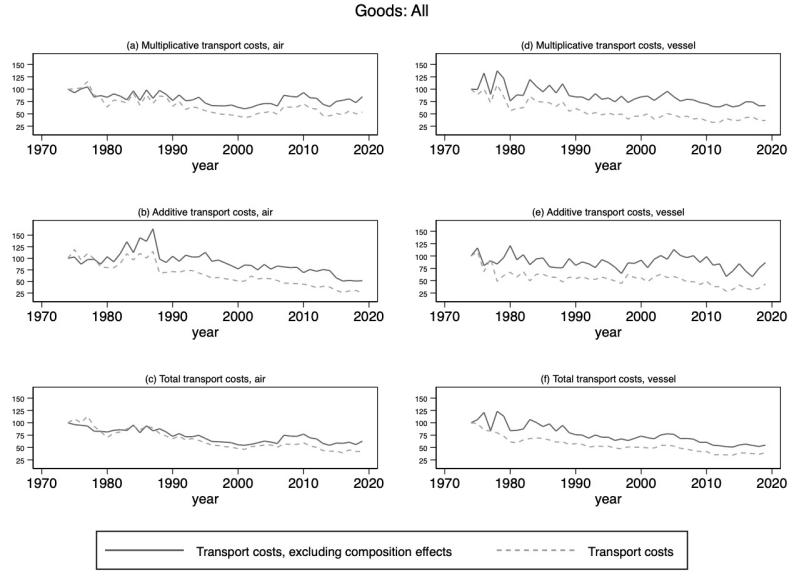 Goods: All
(a) Multiplicative transport costs, air
150
125
100
75
50
25
1970 1980 1990 2000 2010 2020
year
(d) Multiplicative transport costs, vessel
150
125
100
75
50
25
1970 1980 1990 2000 2010 2020
year
(b) Additive transport costs, air
150
125
100
75
50
25
1970 1980 1990 2000 2010 2020
year
(e) Additive transport costs, vessel
150
125
100
75
50
25
1970 1980 1990 2000 2010 2020
year
(c) Total transport costs, air
150
125
100
75
50
25
1970 1980 1990 2000 2010 2020
year
(f) Total transport costs, vessel
150
125
100
75
50
25
1970 1980 1990 2000 2010 2020
year
Transport costs, excluding composition effects
Transport costs